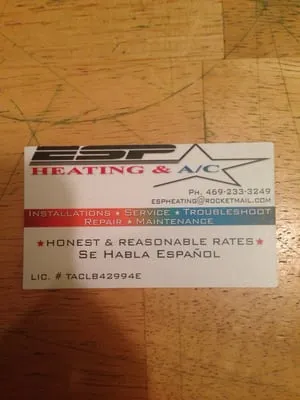 ESP
HEATING & A/C
PH. 469-233-3249
ESPHEATING@ROCKETMAIL.COM
INSTALLATIONS ★ SERVICE ★ TROUBLESHOOT
REPAIR ★ MAINTENANCE
★HONEST & REASONABLE RATES★
SE HABLA ESPAÑOL
LIC. # TACLB42994E